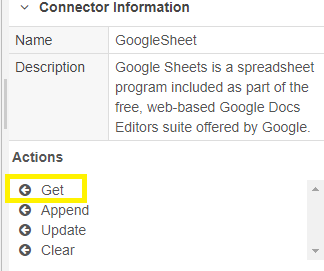 Connector Information
Name GoogleSheet
Description Google Sheets is a spreadsheet
program included as part of the
free, web-based Google Docs
Editors suite offered by Google.
Actions
Get
Append
Update
Clear